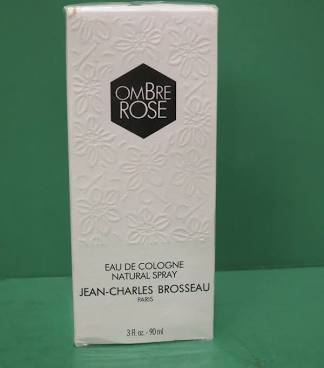 OMBRE
ROSE
EAU DE COLOGNE
NATURAL SPRAY
JEAN-CHARLES BROSSEAU
PARIS
3 fl. oz. - 90 ml